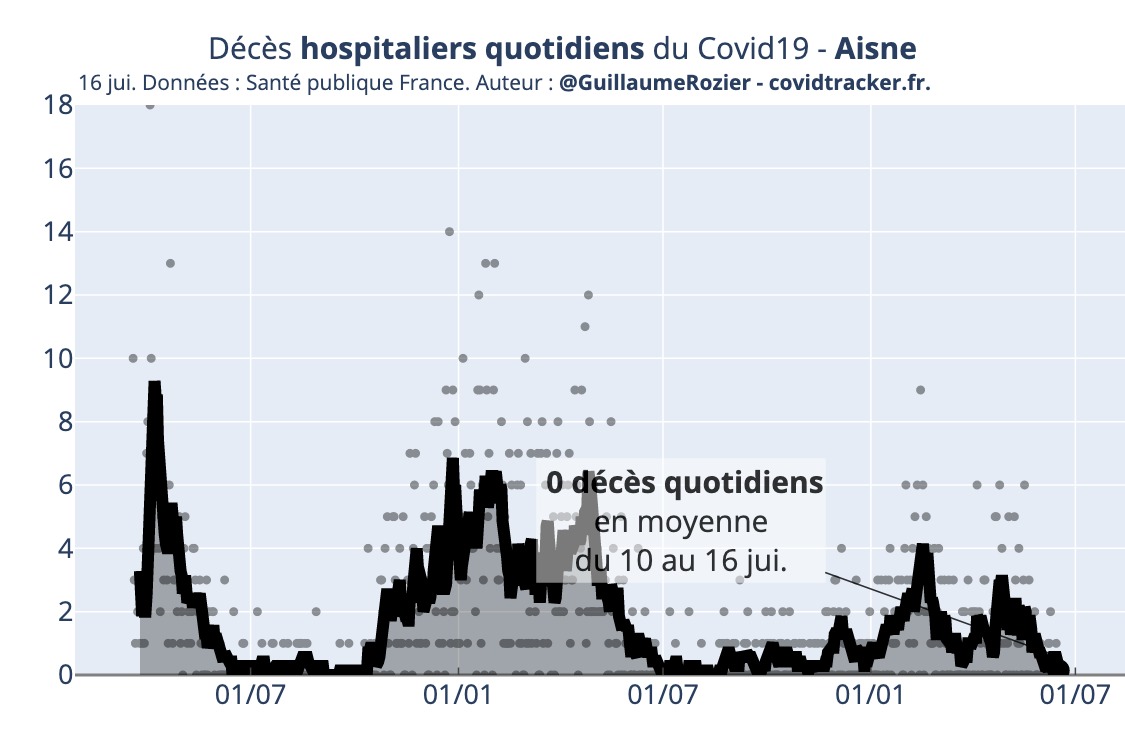 Décès hospitaliers quotidiens du Covid19 - Aisne
16 jui. Données : Santé publique France. Auteur : @GuillaumeRozier - covidtracker.fr.
18
16
14
12
10
8
6
4
2
0
0 décès quotidiens
en moyenne
du 10 au 16 jui.
01/07 01/01 01/07 01/01 01/07